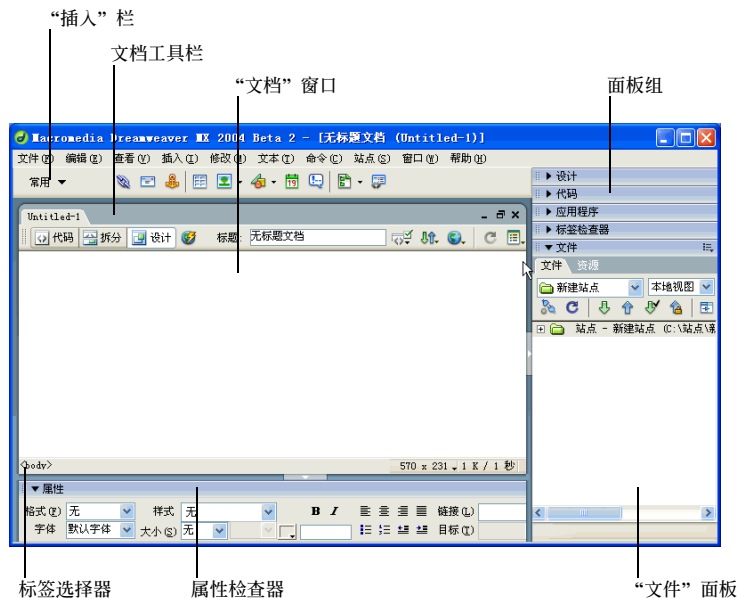 “插入”栏
文档工具栏
“文档”窗口
面板组
Macromedia Dreamweaver MX 2004 Beta 2 - [无标题文档 (Untitled-1)]
文件(F) 编辑(E) 查看(V) 插入(I) 修改(M) 文本(T) 命令(C) 站点(S) 窗口(W) 帮助(H)
常用
设计
代码
应用程序
标签检查器
文件
Untitled-1
代码 拆分 设计 标题: 无标题文档
文件 资源
新建站点 本地视图
站点 - 新建站点 (C:\站点\新
<body>
570 x 231 1 K / 1 秒
属性
格式(F) 无 样式 无 B I 链接(L)
字体 默认字体 大小(S) 无 目标(T)
标签选择器
属性检查器
“文件”面板